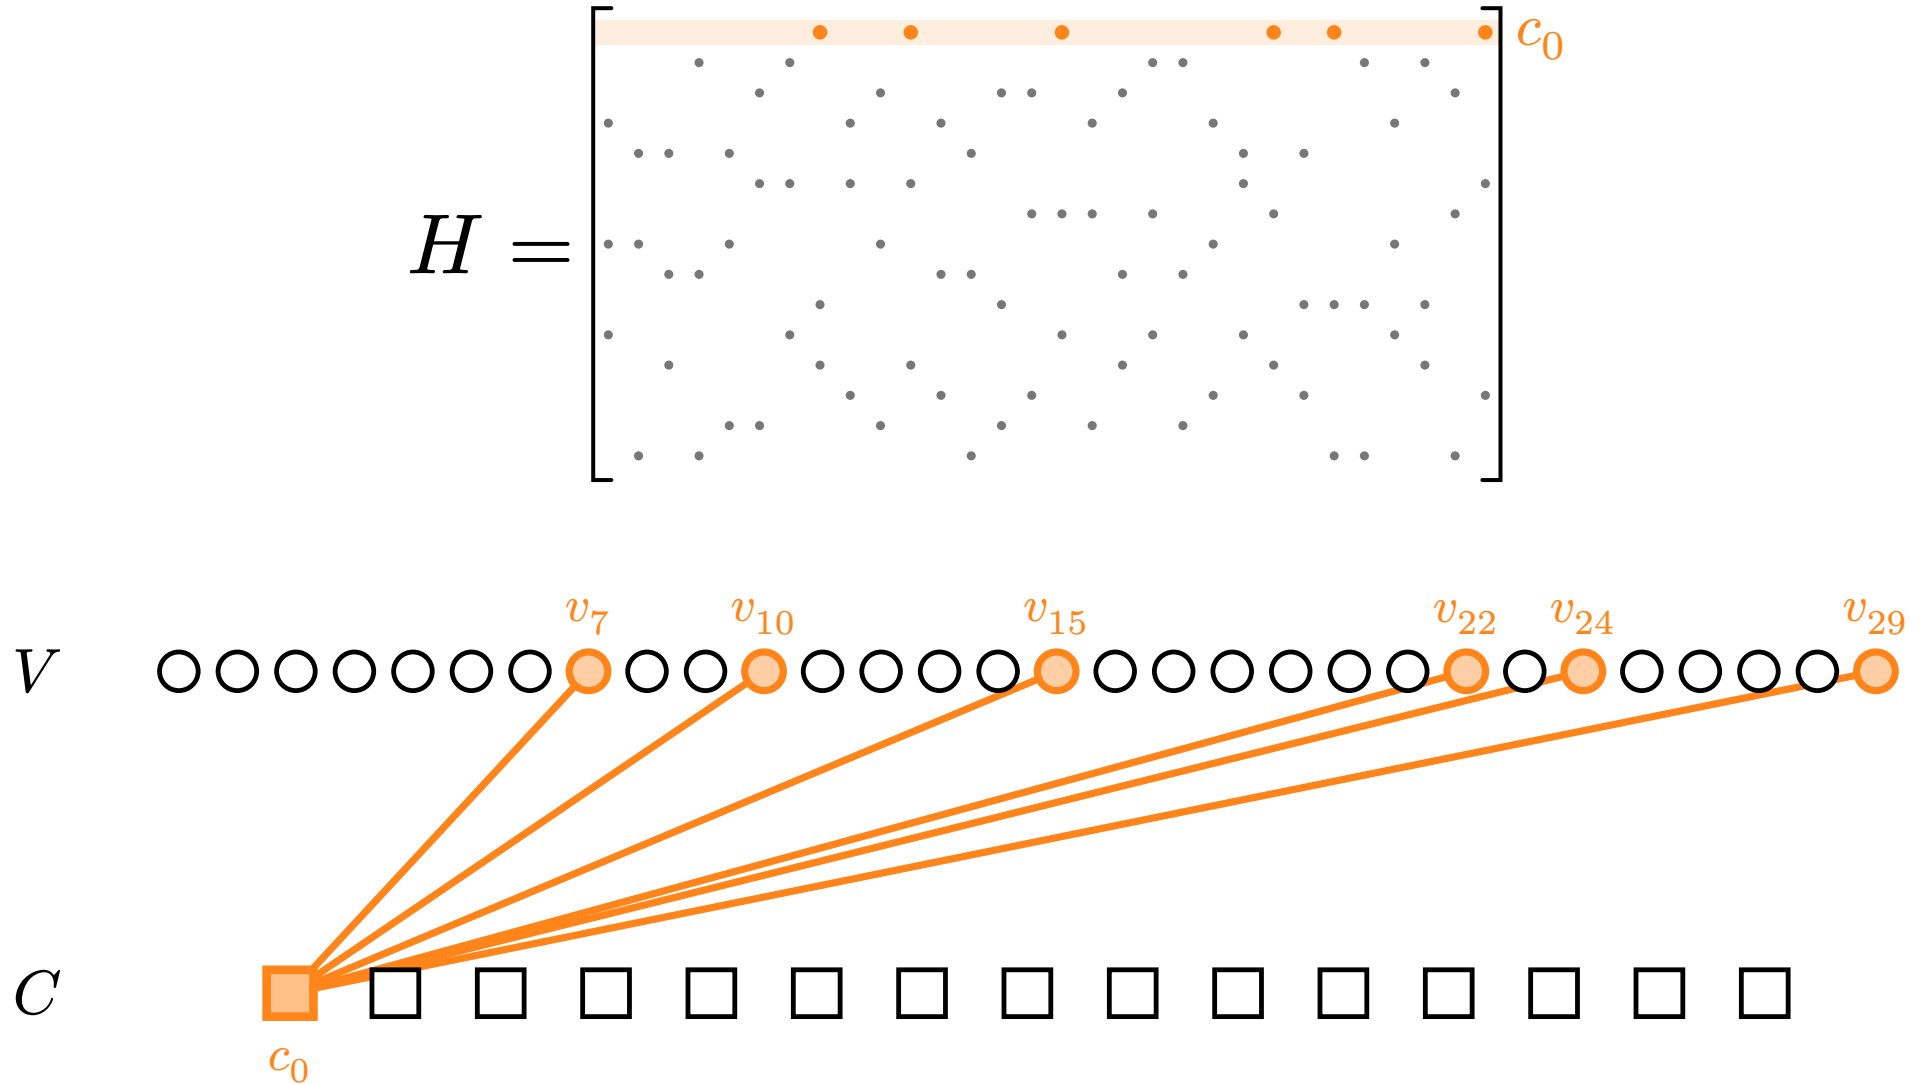 c₀
H =
v₇ v₁₀ v₁₅ v₂₂ v₂₄ v₂₉
V
C
c₀